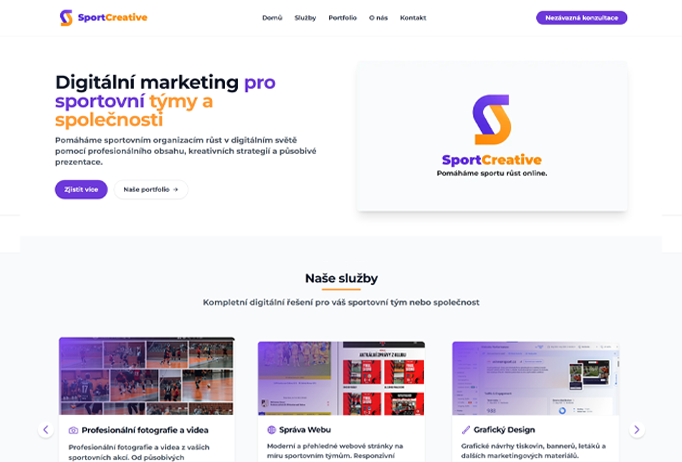 SportCreative
Domů Služby Portfolio O nás Kontakt
Nezávazná konzultace
Digitální marketing pro
sportovní týmy a
společnosti
Pomáháme sportovním organizacím růst v digitálním světě
pomocí profesionálního obsahu, kreativních strategií a působivé
prezentace.
Zjistit více
Naše portfolio →
SportCreative
Pomáháme sportu růst online.
Naše služby
Kompletní digitální řešení pro váš sportovní tým nebo společnost
Profesionální fotografie a videa
Profesionální fotografie a videa z vašich
sportovních akcí. Od působivých
AKTUÁLNÍ ZPRÁVY Z KLUBU
Správa Webu
Moderní a přehledné webové stránky na
míru sportovním týmům. Responzivní
Grafický Design
Grafické návrhy tiskovin, bannerů, letáků a
dalších marketingových materiálů.